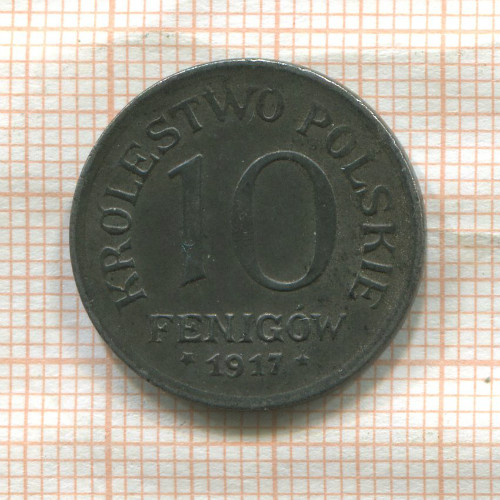 KROLESTWO POLSKIE
10
FENIGÓW
* 1917 *